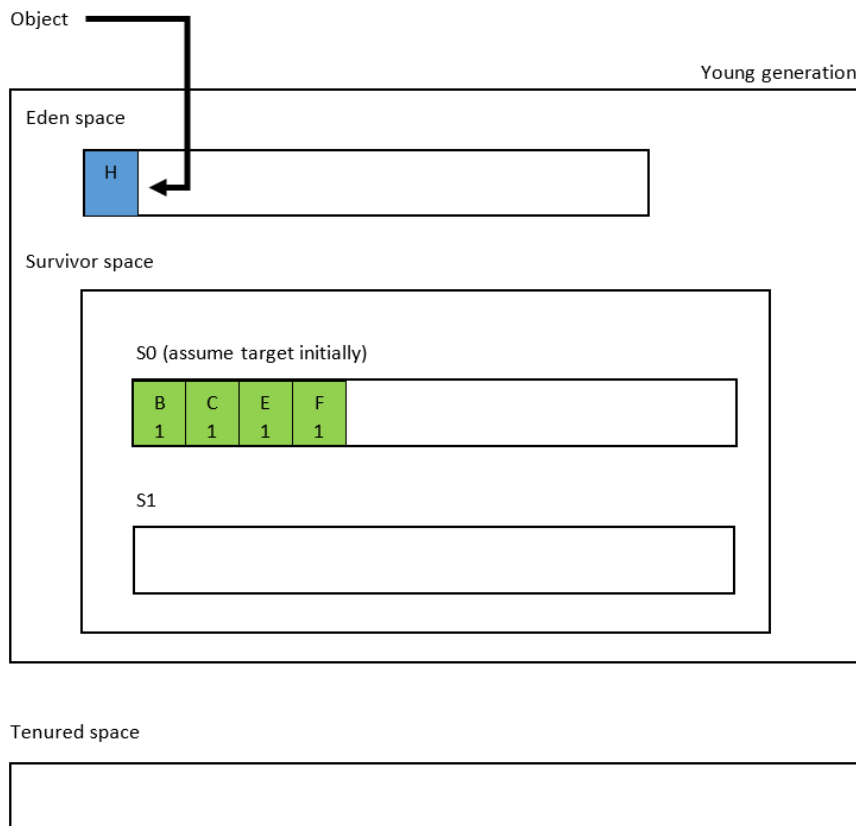 Object
Young generation
Eden space
H
Survivor space
S0 (assume target initially)
B C E F
1 1 1 1
S1
Tenured space